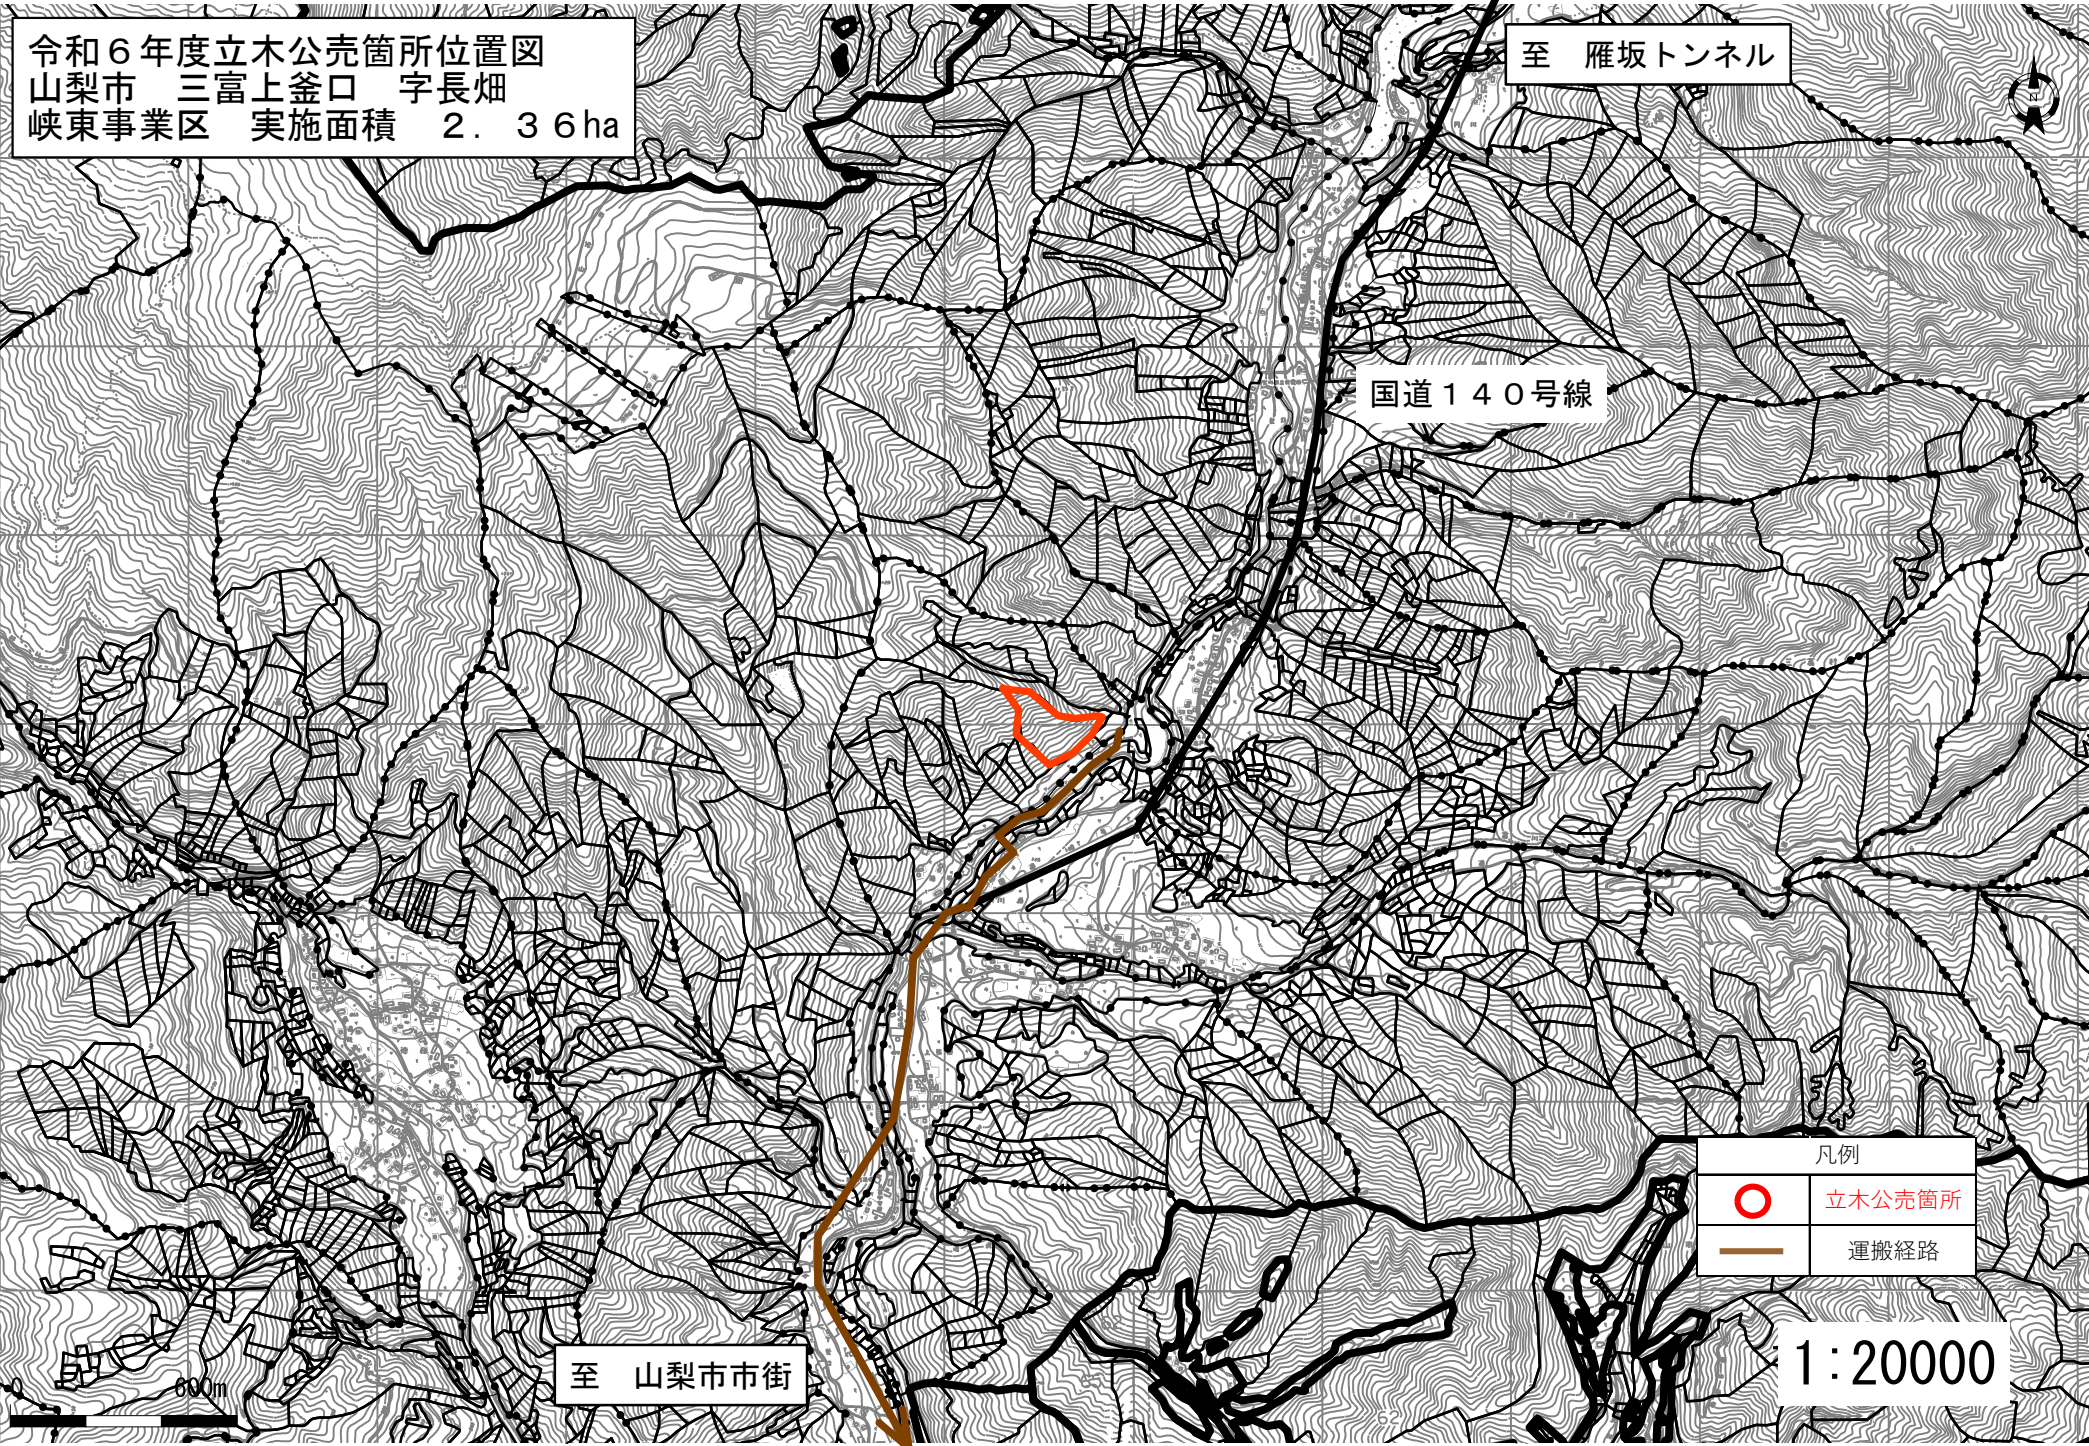 令和６年度立木公売箇所位置図
山梨市　三富上釜口　字長畑
峡東事業区　実施面積　２．３６ha
至　雁坂トンネル
N
国道１４０号線
凡例
立木公売箇所
運搬経路
1:20000
至　山梨市市街
0 600m